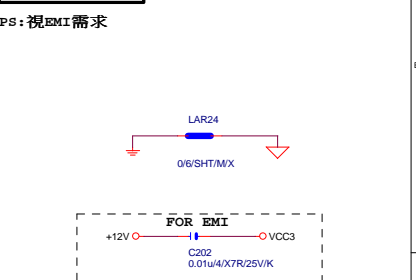 PS:視EMI需求
LAR24
0/6/SHT/M/X
FOR EMI
+12V
VCC3
C202
0.01u/4/X7R/25V/K